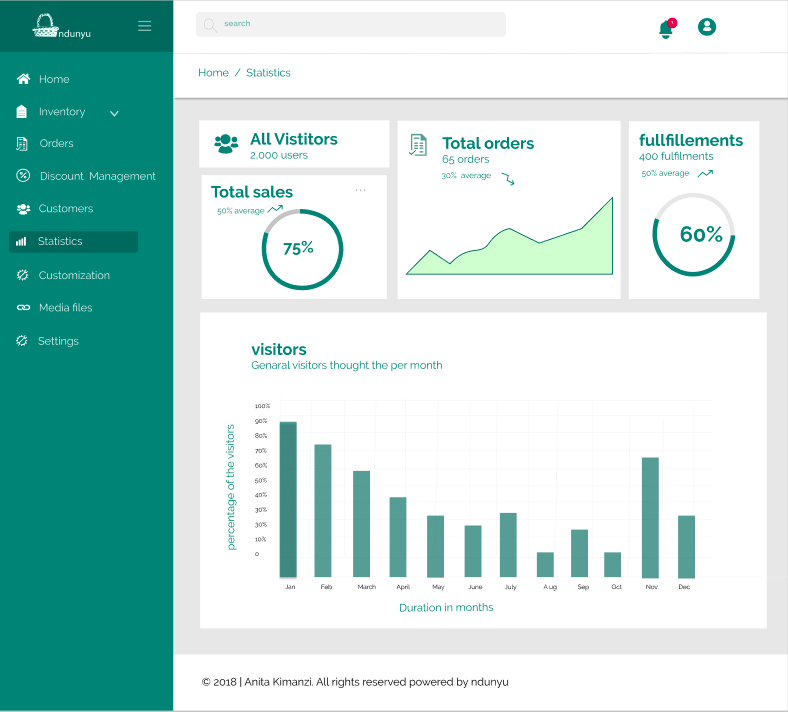 ndunyu
search
1
Home
Inventory
Orders
Discount Management
Customers
Statistics
Customization
Media files
Settings
Home / Statistics
All Vistitors
2,000 users
Total sales
...
50% average
75%
Total orders
65 orders
30% average
fullfillements
400 fulfilments
50% average
60%
visitors
Genaral visitors thought the per month
percentage of the visitors
100%
90%
80%
70%
60%
50%
40%
30%
30%
10%
0
Jan Feb March April May June July Aug Sep Oct Nov Dec
Duration in months
© 2018 | Anita Kimanzi. All rights reserved powered by ndunyu